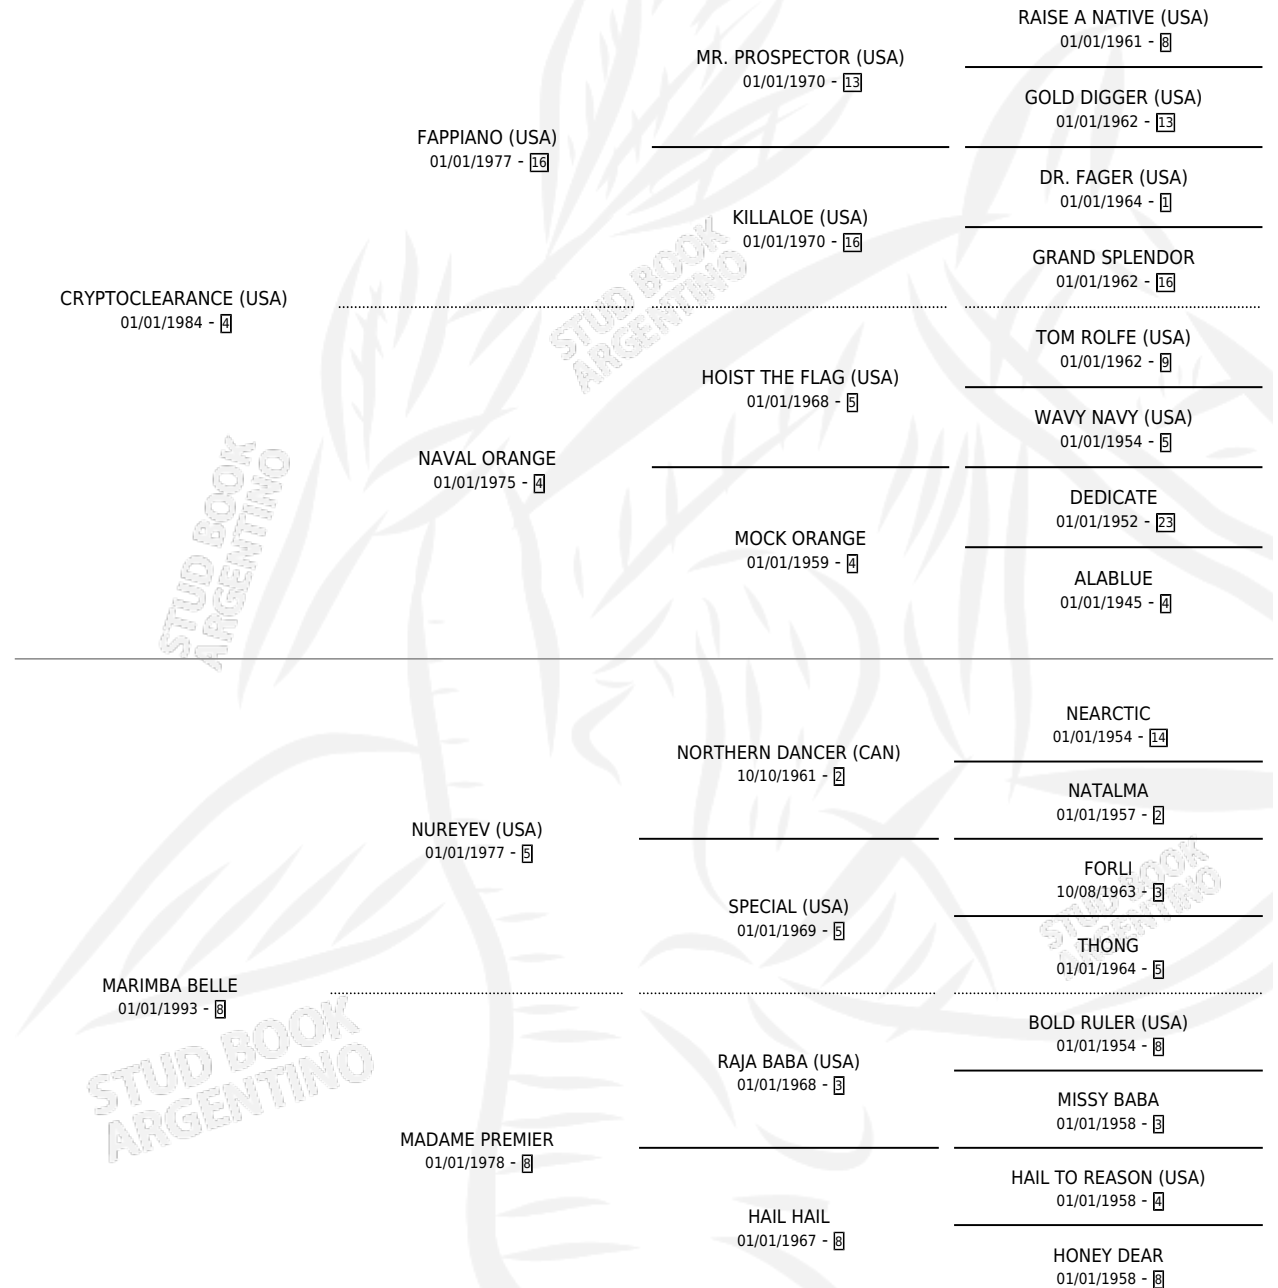 RAISE A NATIVE (USA)
01/01/1961 - 8
MR. PROSPECTOR (USA)
01/01/1970 - 13
GOLD DIGGER (USA)
01/01/1962 - 13
FAPPIANO (USA)
01/01/1977 - 16
DR. FAGER (USA)
01/01/1964 - 1
KILLALOE (USA)
01/01/1970 - 16
GRAND SPLENDOR
01/01/1962 - 16
CRYPTOCLEARANCE (USA)
01/01/1984 - 4
TOM ROLFE (USA)
01/01/1962 - 9
HOIST THE FLAG (USA)
01/01/1968 - 5
WAVY NAVY (USA)
01/01/1954 - 5
NAVAL ORANGE
01/01/1975 - 4
DEDICATE
01/01/1952 - 23
MOCK ORANGE
01/01/1959 - 4
ALABLUE
01/01/1945 - 4
NEARCTIC
01/01/1954 - 14
NORTHERN DANCER (CAN)
10/10/1961 - 2
NATALMA
01/01/1957 - 2
NUREYEV (USA)
01/01/1977 - 5
FORLI
10/08/1963 - 3
SPECIAL (USA)
01/01/1969 - 5
THONG
01/01/1964 - 5
MARIMBA BELLE
01/01/1993 - 8
BOLD RULER (USA)
01/01/1954 - 8
RAJA BABA (USA)
01/01/1968 - 3
MISSY BABA
01/01/1958 - 3
MADAME PREMIER
01/01/1978 - 8
HAIL TO REASON (USA)
01/01/1958 - 4
HAIL HAIL
01/01/1967 - 8
HONEY DEAR
01/01/1958 - 8
STUD BOOK
ARGENTINO
STUD BOOK
ARGENTINO
STUD BOOK
ARGENTINO
STUD BOOK
ARGENTINO